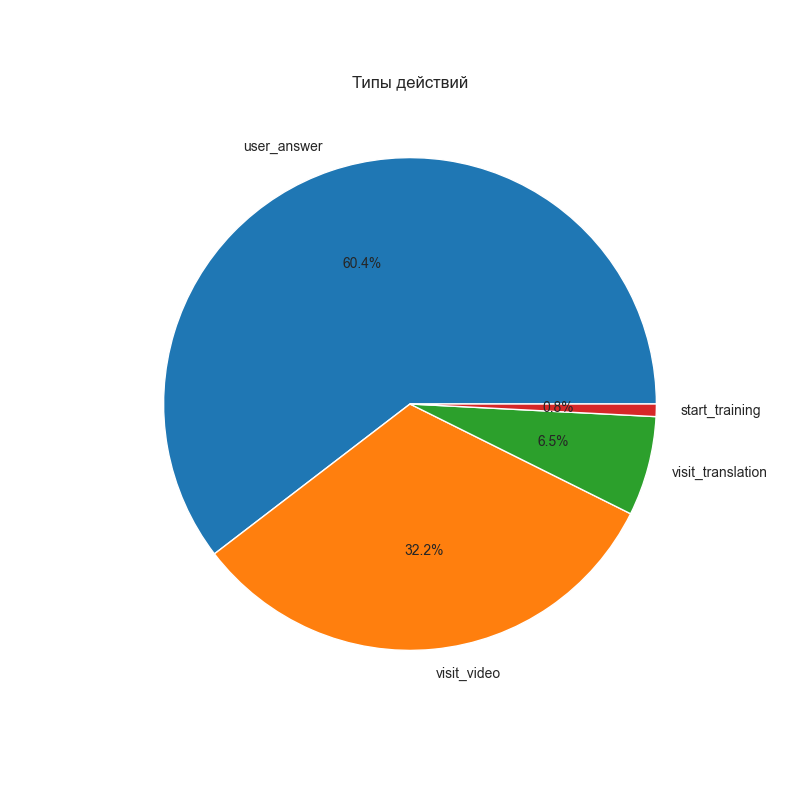 Типы действий
user_answer
60.4%
0.8%
start_training
6.5%
visit_translation
32.2%
visit_video